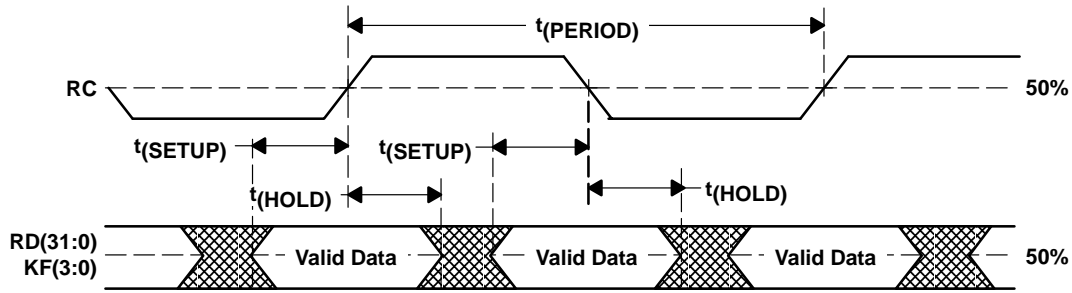 t(PERIOD)
RC
50%
t(SETUP)
t(SETUP)
t(HOLD)
t(HOLD)
RD(31:0)
KF(3:0)
Valid Data
Valid Data
Valid Data
50%